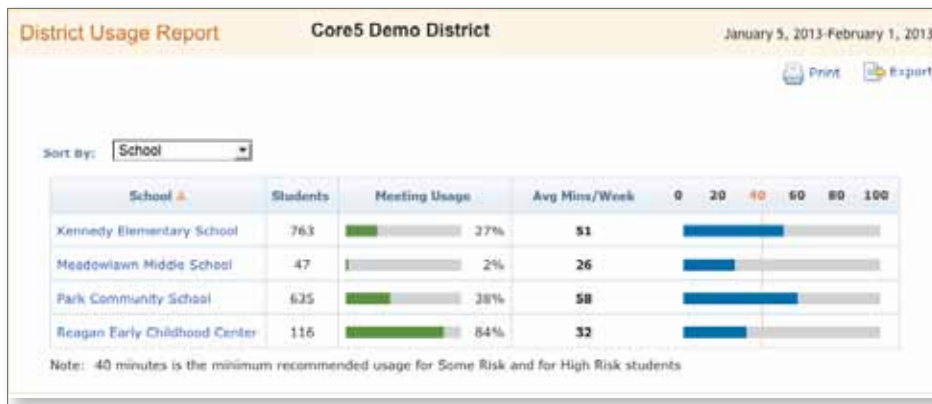 District Usage Report Core5 Demo District January 5, 2013-February 1, 2013
Print Export
Sort By: School
School Students Meeting Usage Avg Mins/Week 0 20 40 60 80 100
Kennedy Elementary School 763 27% 51
Meadowlawn Middle School 47 2% 26
Park Community School 635 38% 58
Reagan Early Childhood Center 116 84% 32
Note: 40 minutes is the minimum recommended usage for Some Risk and for High Risk students